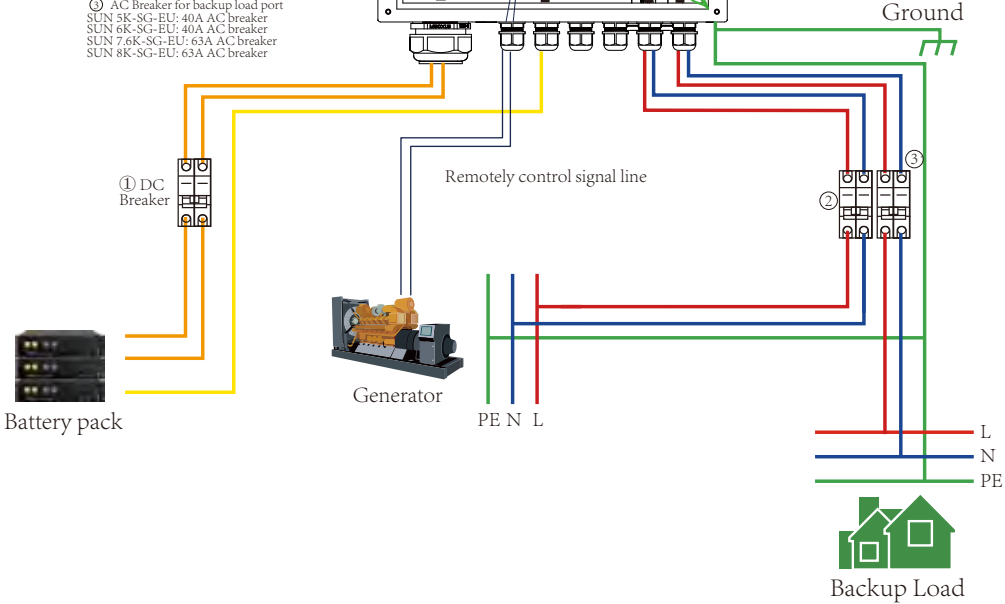 ③ AC Breaker for backup load port
SUN 5K-SG-EU: 40A AC breaker
SUN 6K-SG-EU: 40A AC breaker
SUN 7.6K-SG-EU: 63A AC breaker
SUN 8K-SG-EU: 63A AC breaker
Ground
① DC
Breaker
Remotely control signal line
③
②
Battery pack
Generator
PE N L
L
N
PE
Backup Load